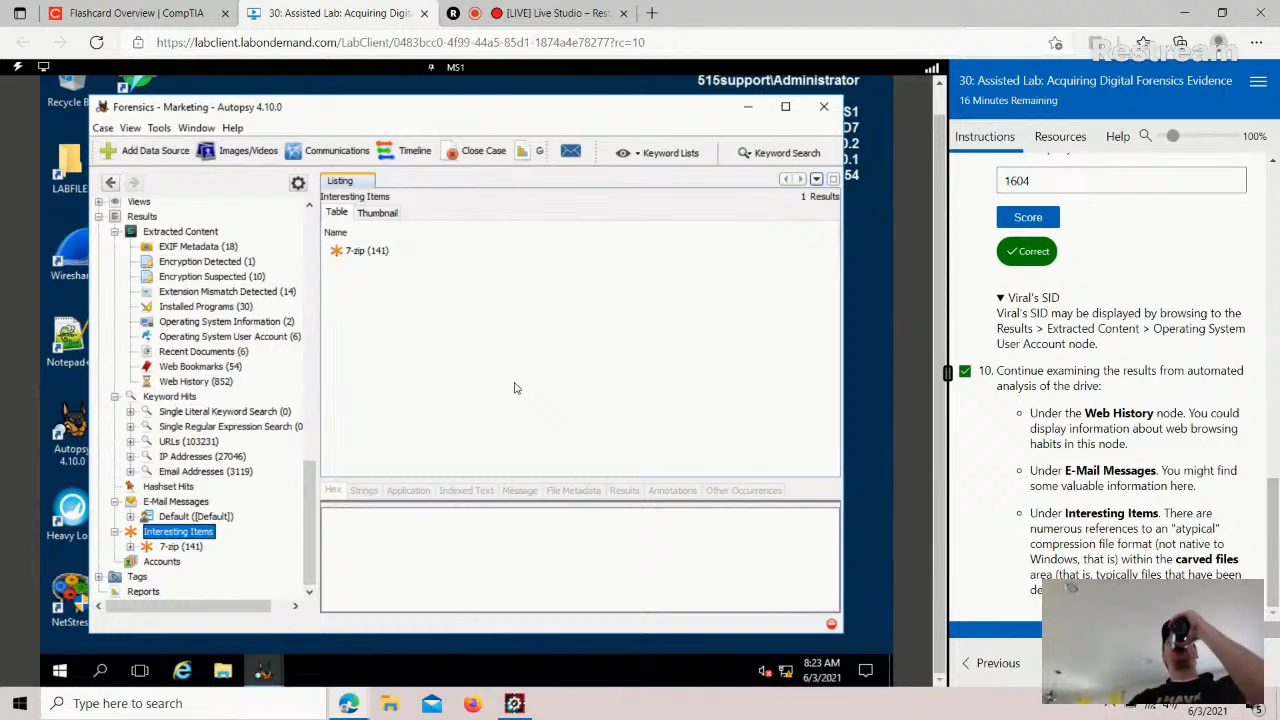 Flashcard Overview | CompTIA
30: Assisted Lab: Acquiring Digit
[LIVE] Live Studio – Rest
https://labclient.labondemand.com/LabClient/0483bcc0-4f99-44a5-85d1-1874a4e78277?rc=10
Restream
MS1
515support\Administrator
30: Assisted Lab: Acquiring Digital Forensics Evidence
16 Minutes Remaining
Recycle B
Forensics - Marketing - Autopsy 4.10.0
S1
D7
0.2
0.1
54
Case View Tools Window Help
Instructions Resources Help 100%
Add Data Source Images/Videos Communications Timeline Close Case G Keyword Lists Keyword Search
LABFILE
Listing
Interesting Items 1 Results
Table Thumbnail
Name
7-zip (141)
Views
Results
Extracted Content
EXIF Metadata (18)
Encryption Detected (1)
Encryption Suspected (10)
Extension Mismatch Detected (14)
Installed Programs (30)
Operating System Information (2)
Operating System User Account (6)
Recent Documents (6)
Web Bookmarks (54)
Web History (852)
Keyword Hits
Single Literal Keyword Search (0)
Single Regular Expression Search (0
URLs (103231)
IP Addresses (27046)
Email Addresses (3119)
Hashset Hits
E-Mail Messages
Default ([Default])
Interesting Items
7-zip (141)
Accounts
Tags
Reports
Wireshar
Notepad+
Autopsy
4.10.0
Heavy Lo
NetStres
Hex Strings Application Indexed Text Message File Metadata Results Annotations Other Occurrences
1604
Score
Correct
Viral's SID
Viral's SID may be displayed by browsing to the
Results > Extracted Content > Operating System
User Account node.
10. Continue examining the results from automated
analysis of the drive:
Under the Web History node. You could
display information about web browsing
habits in this node.
Under E-Mail Messages. You might find
some valuable information here.
Under Interesting Items. There are
numerous references to an "atypical"
compression file format (not native to
Windows, that is) within the carved files
area (that is, typically files that have been
de
Previous
I HAVE
8:23 AM
6/3/2021
Type here to search
6/3/2021
5